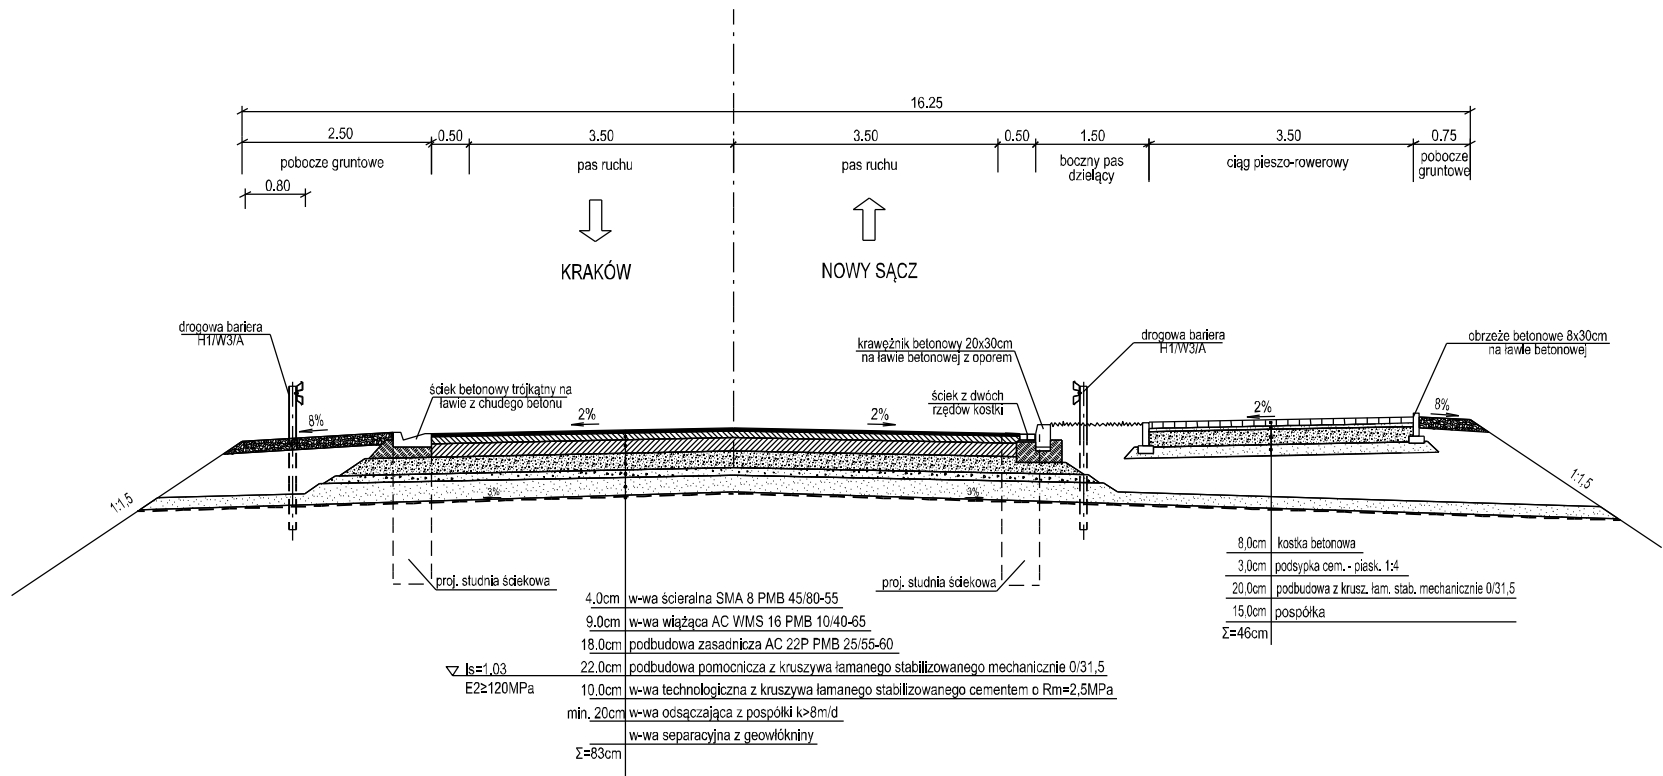 16.25
2.50 0.50 3.50 3.50 0.50 1.50 3.50 0.75
pobocze gruntowe
pas ruchu
pas ruchu
boczny pas
dzielący
ciąg pieszo-rowerowy
pobocze
gruntowe
0.80
KRAKÓW
NOWY SĄCZ
drogowa bariera
H1/W3/A
ściek betonowy trójkątny na
ławie z chudego betonu
krawężnik betonowy 20x30cm
na ławie betonowej z oporem
ściek z dwóch
rzędów kostki
drogowa bariera
H1/W3/A
obrzeże betonowe 8x30cm
na ławie betonowej
8% 2% 2% 2% 8%
1:1,5 3% 3% 1:1,5
proj. studnia ściekowa
proj. studnia ściekowa
4.0cm w-wa ścieralna SMA 8 PMB 45/80-55
9.0cm w-wa wiążąca AC WMS 16 PMB 10/40-65
18.0cm podbudowa zasadnicza AC 22P PMB 25/55-60
22.0cm podbudowa pomocnicza z kruszywa łamanego stabilizowanego mechanicznie 0/31,5
10.0cm w-wa technologiczna z kruszywa łamanego stabilizowanego cementem o Rm=2,5MPa
min. 20cm w-wa odsączająca z pospółki k>8m/d
w-wa separacyjna z geowłókniny
Σ=83cm
Is=1,03
E2≥120MPa
8,0cm kostka betonowa
3,0cm podsypka cem. - piask. 1:4
20,0cm podbudowa z krusz. łam. stab. mechanicznie 0/31,5
15,0cm pospółka
Σ=46cm